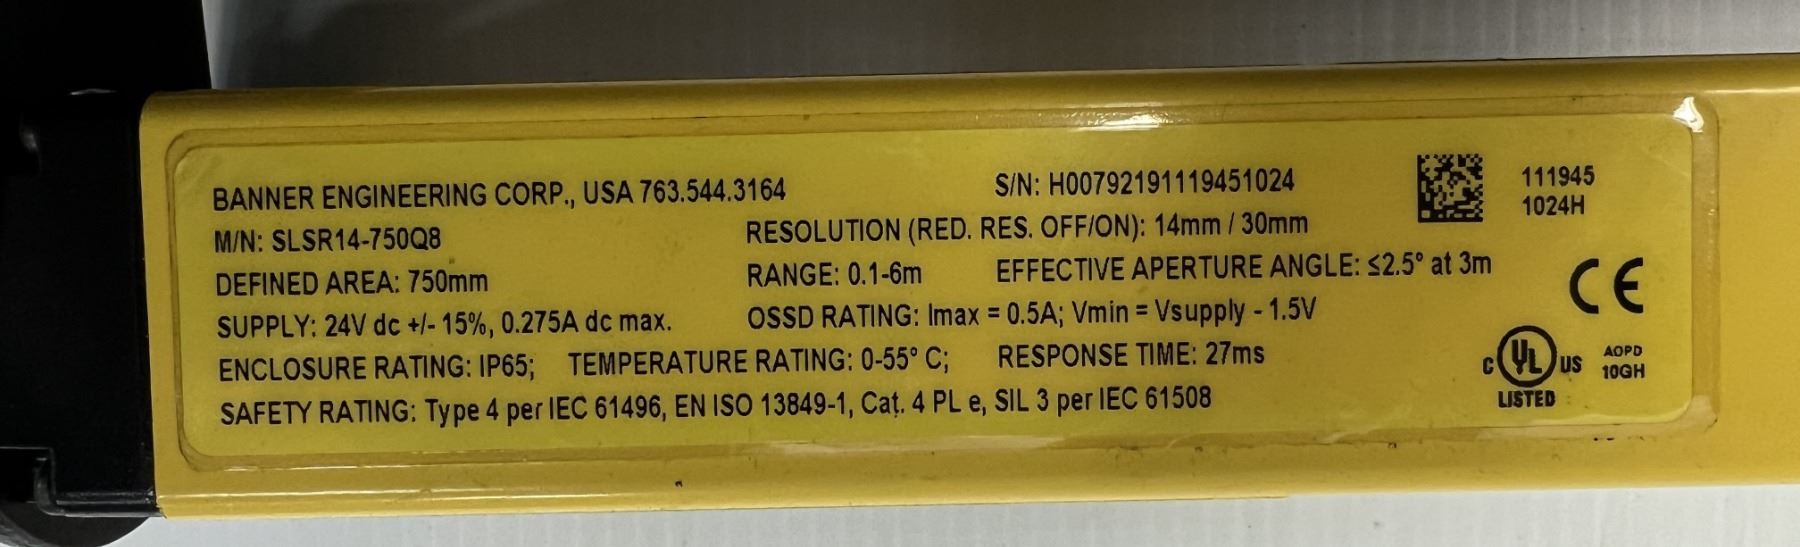 BANNER ENGINEERING CORP., USA 763.544.3164 S/N: H00792191119451024
M/N: SLSR14-750Q8 RESOLUTION (RED. RES. OFF/ON): 14mm / 30mm
DEFINED AREA: 750mm RANGE: 0.1-6m EFFECTIVE APERTURE ANGLE: ≤2.5° at 3m
SUPPLY: 24V dc +/- 15%, 0.275A dc max. OSSD RATING: Imax = 0.5A; Vmin = Vsupply - 1.5V
ENCLOSURE RATING: IP65; TEMPERATURE RATING: 0-55° C; RESPONSE TIME: 27ms
SAFETY RATING: Type 4 per IEC 61496, EN ISO 13849-1, Cat. 4 PL e, SIL 3 per IEC 61508
111945
1024H
CE
C UL US
LISTED
AOPD
10GH